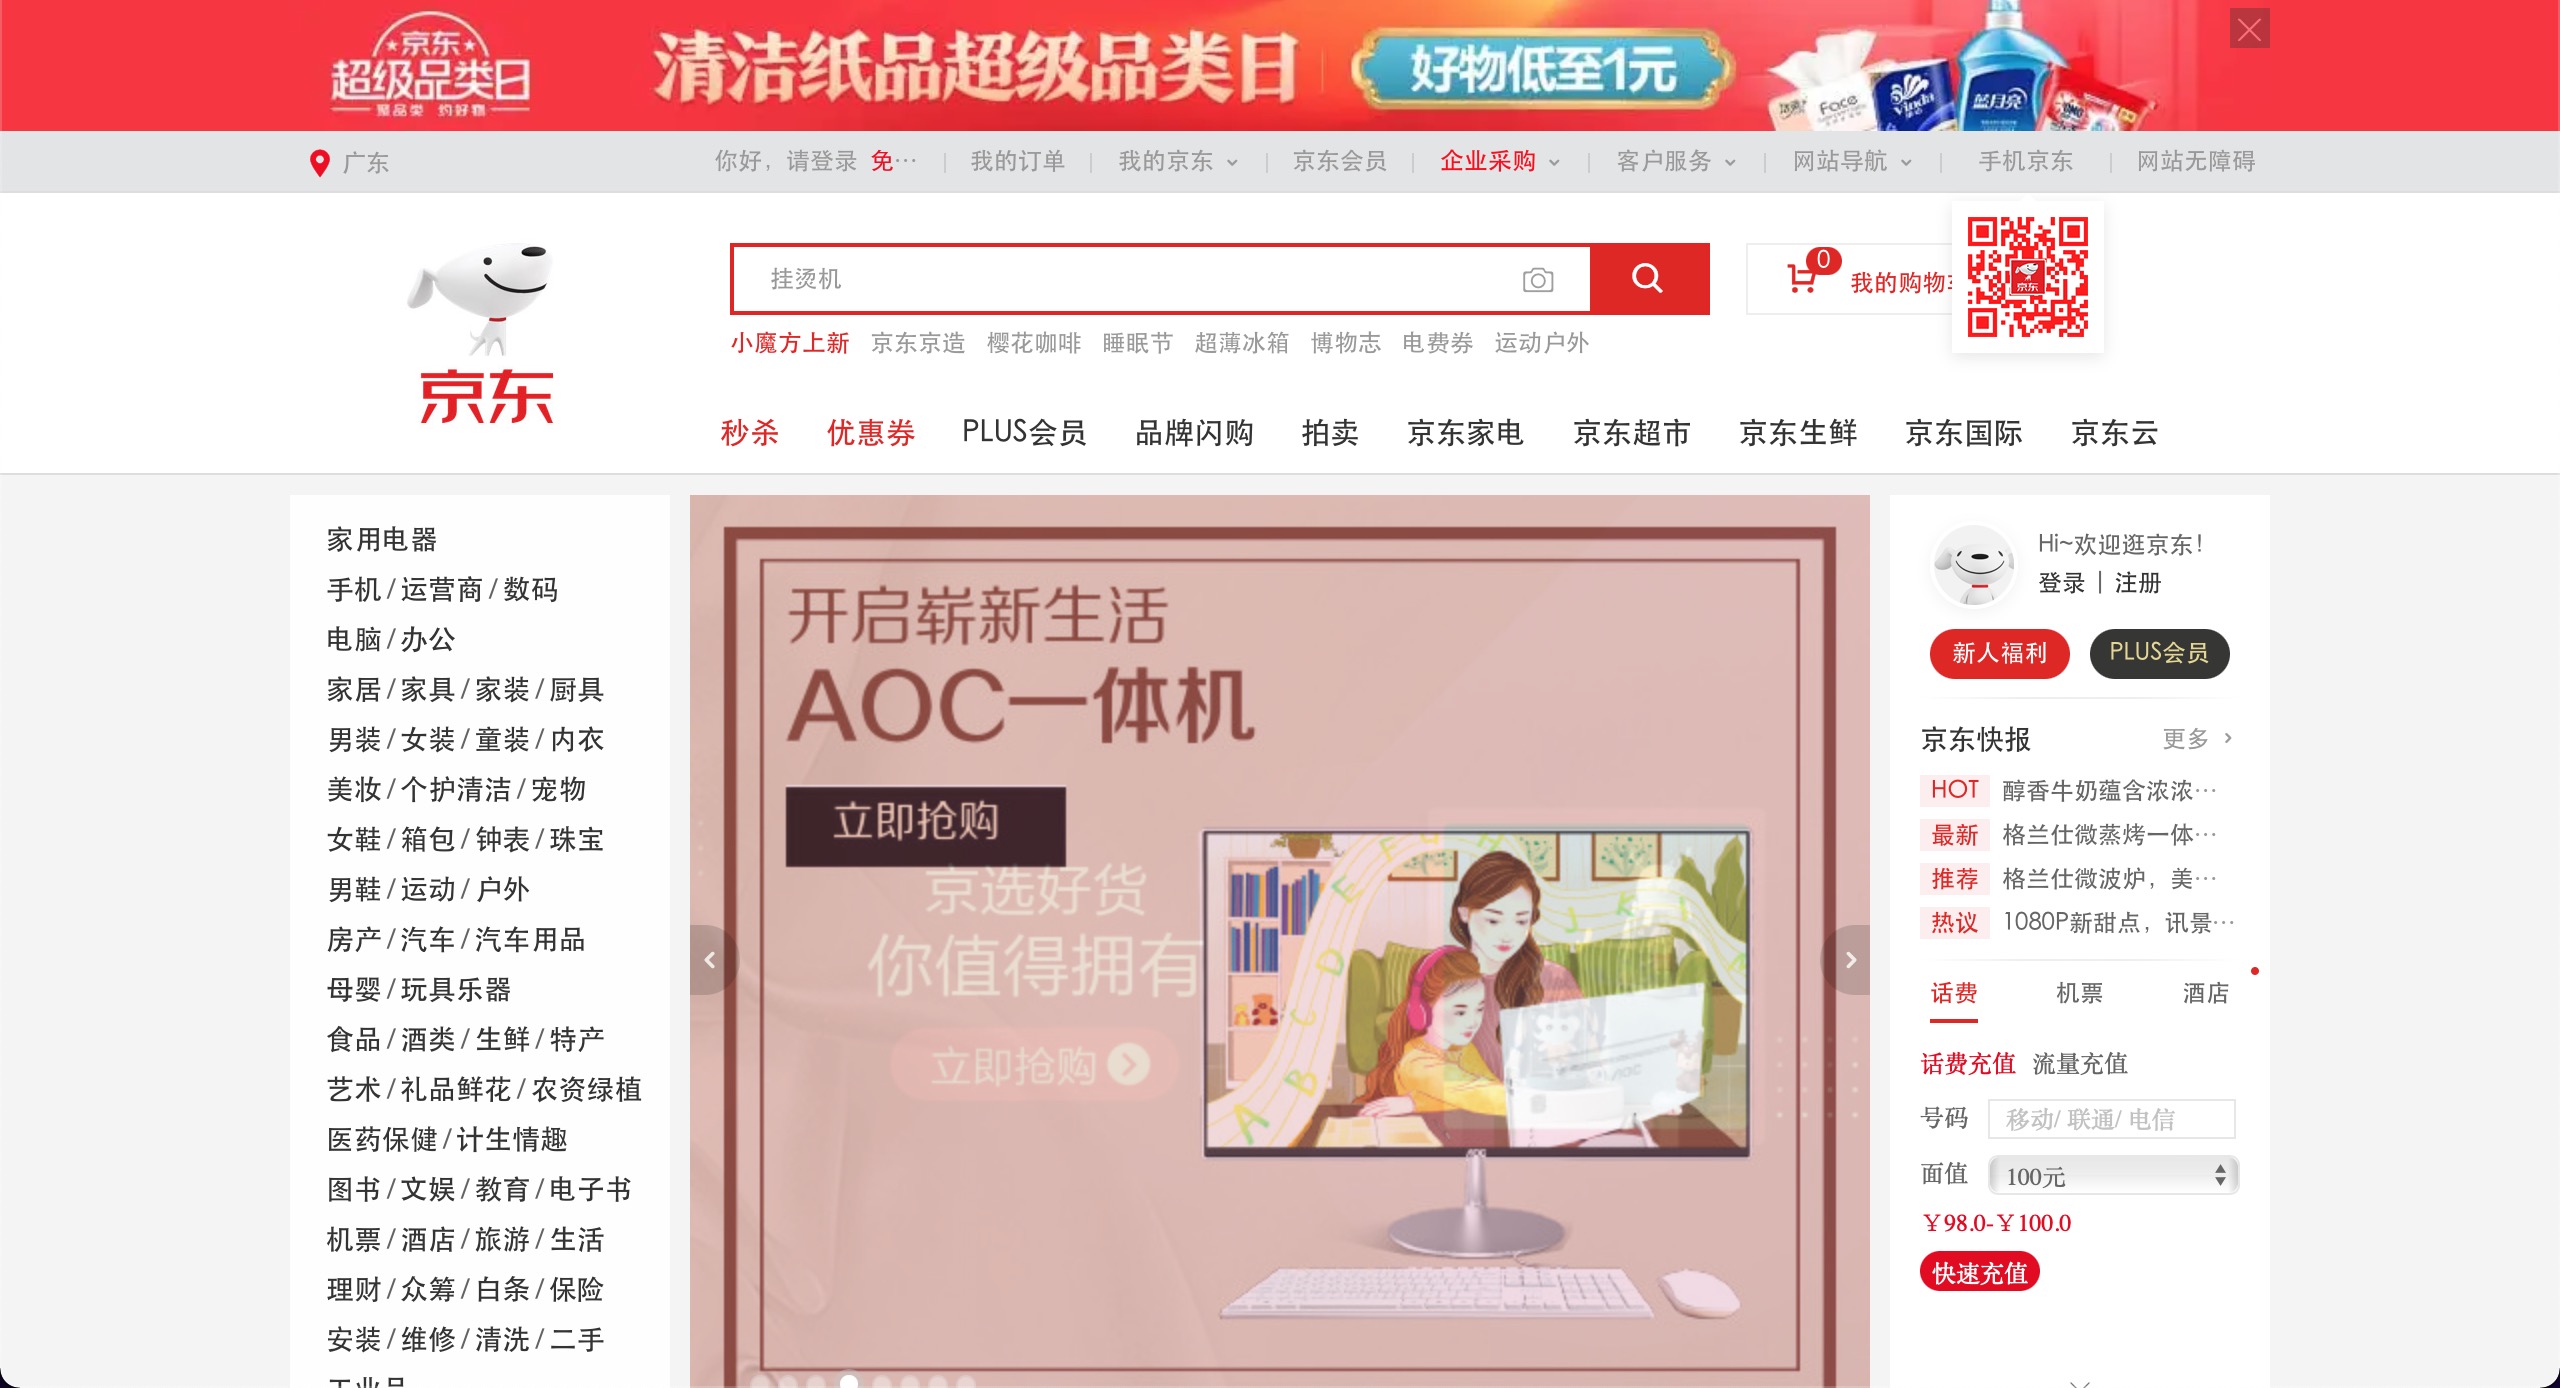 京东
超级品类日
聚品类 约好物
清洁纸品超级品类日
好物低至1元
Face
Vinda
蓝月亮
广东
你好，请登录 免…
我的订单
我的京东
京东会员
企业采购
客户服务
网站导航
手机京东
网站无障碍
京东
挂烫机
0
我的购物
京东
小魔方上新 京东京造 樱花咖啡 睡眠节 超薄冰箱 博物志 电费券 运动户外
秒杀 优惠券 PLUS会员 品牌闪购 拍卖 京东家电 京东超市 京东生鲜 京东国际 京东云
家用电器
手机/运营商/数码
电脑/办公
家居/家具/家装/厨具
男装/女装/童装/内衣
美妆/个护清洁/宠物
女鞋/箱包/钟表/珠宝
男鞋/运动/户外
房产/汽车/汽车用品
母婴/玩具乐器
食品/酒类/生鲜/特产
艺术/礼品鲜花/农资绿植
医药保健/计生情趣
图书/文娱/教育/电子书
机票/酒店/旅游/生活
理财/众筹/白条/保险
安装/维修/清洗/二手
工业品
开启崭新生活
AOC一体机
立即抢购
京选好货
你值得拥有
立即抢购
A B C D E F G H J K L
AOC
Hi~欢迎逛京东！
登录 | 注册
新人福利 PLUS会员
京东快报 更多
HOT 醇香牛奶蕴含浓浓…
最新 格兰仕微蒸烤一体…
推荐 格兰仕微波炉，美…
热议 1080P新甜点，讯景…
话费 机票 酒店
话费充值 流量充值
号码 移动/ 联通/ 电信
面值 100元
￥98.0-￥100.0
快速充值